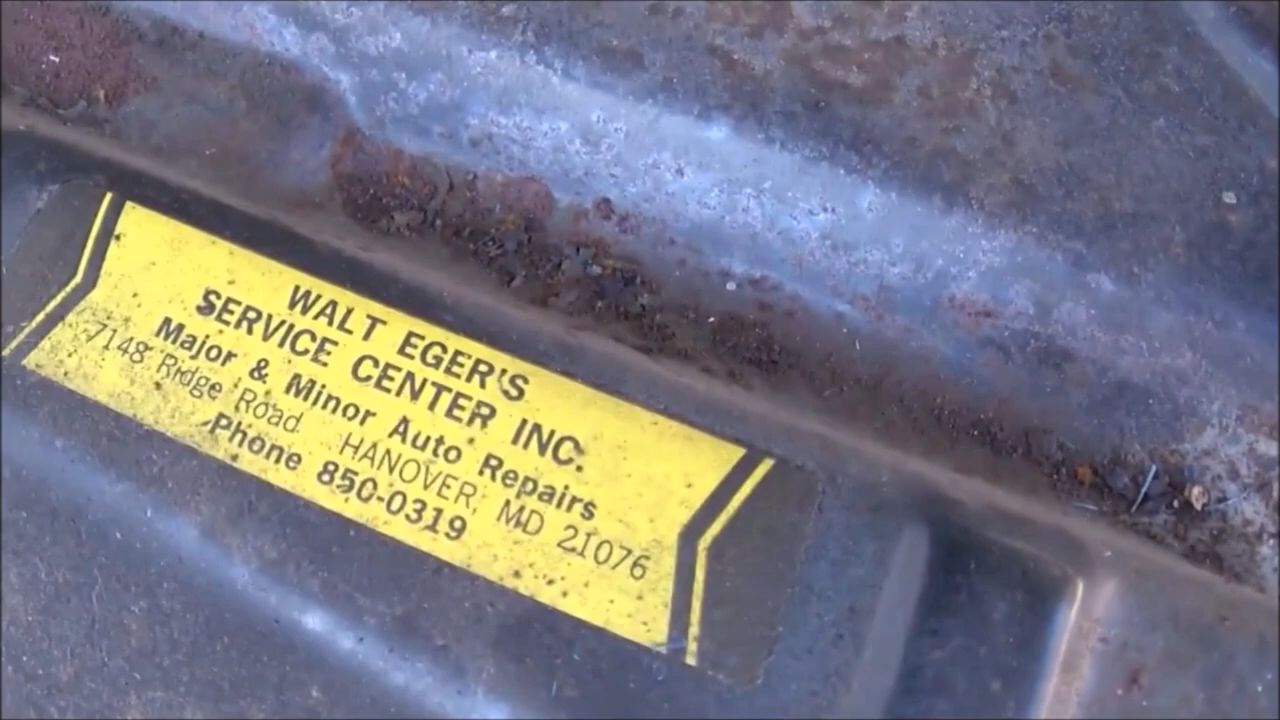 WALT EGER'S
SERVICE CENTER INC.
Major & Minor Auto Repairs
7148 Ridge Road HANOVER, MD 21076
Phone 850-0319